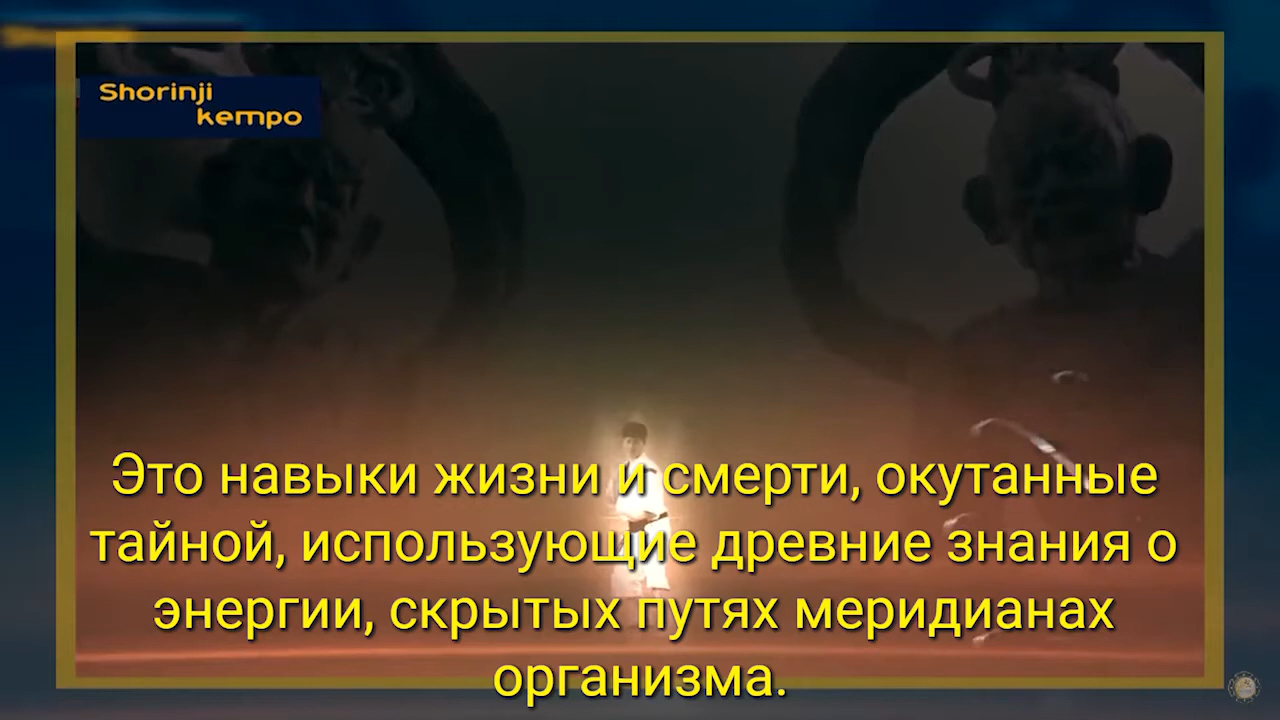 Shorinji
kempo
Это навыки жизни и смерти, окутанные
тайной, использующие древние знания о
энергии, скрытых путях меридианах
организма.